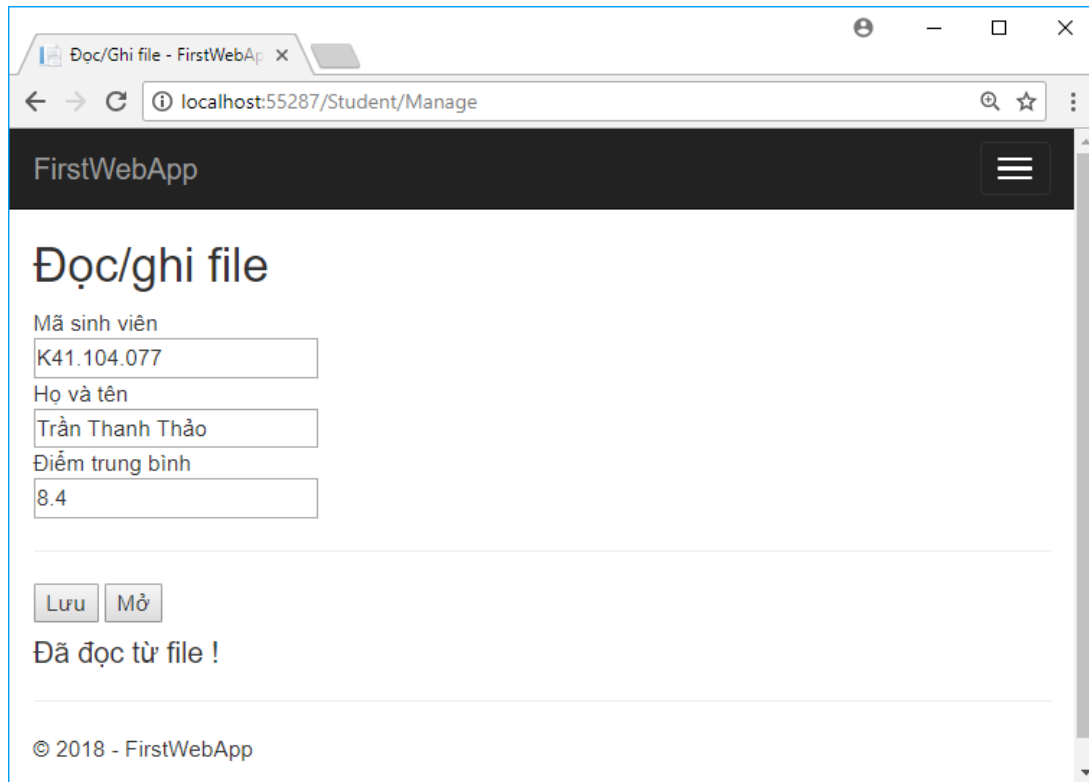 Đọc/Ghi file - FirstWebAp
localhost:55287/Student/Manage
FirstWebApp
Đọc/ghi file
Mã sinh viên
K41.104.077
Họ và tên
Trần Thanh Thảo
Điểm trung bình
8.4
Lưu Mở
Đã đọc từ file !
© 2018 - FirstWebApp